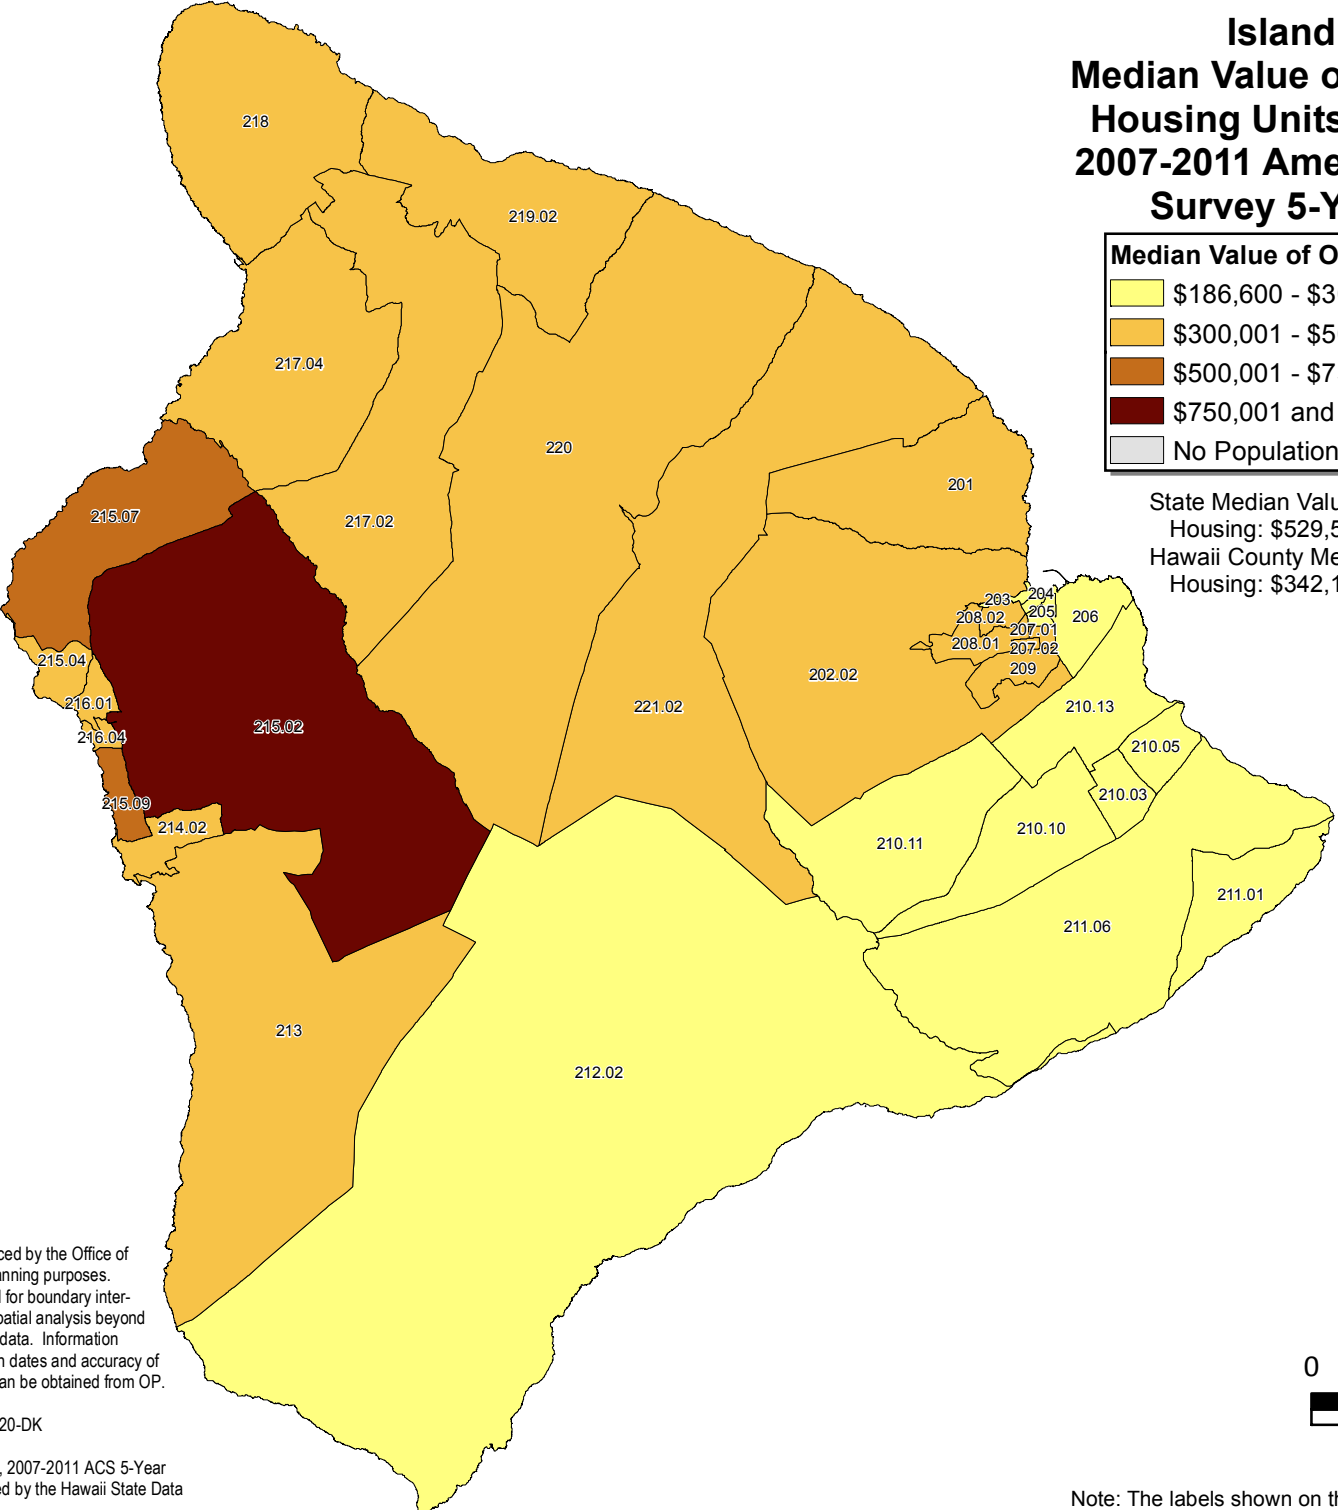 Island
Median Value o
Housing Units
2007-2011 Ame
Survey 5-Y
Median Value of O
$186,600 - $3
$300,001 - $5
$500,001 - $7
$750,001 and
No Population
State Median Valu
Housing: $529,5
Hawaii County Me
Housing: $342,1
218
219.02
217.04
220
201
215.07
217.02
203
204
208.02
205
206
207.01
208.01
207.02
209
215.04
202.02
216.01
221.02
210.13
215.02
216.04
210.05
210.03
215.09
214.02
210.10
210.11
211.01
211.06
213
212.02
ced by the Office of
anning purposes.
d for boundary inter-
patial analysis beyond
data.  Information
n dates and accuracy of
an be obtained from OP.
20-DK
, 2007-2011 ACS 5-Year
ed by the Hawaii State Data
0
Note: The labels shown on th